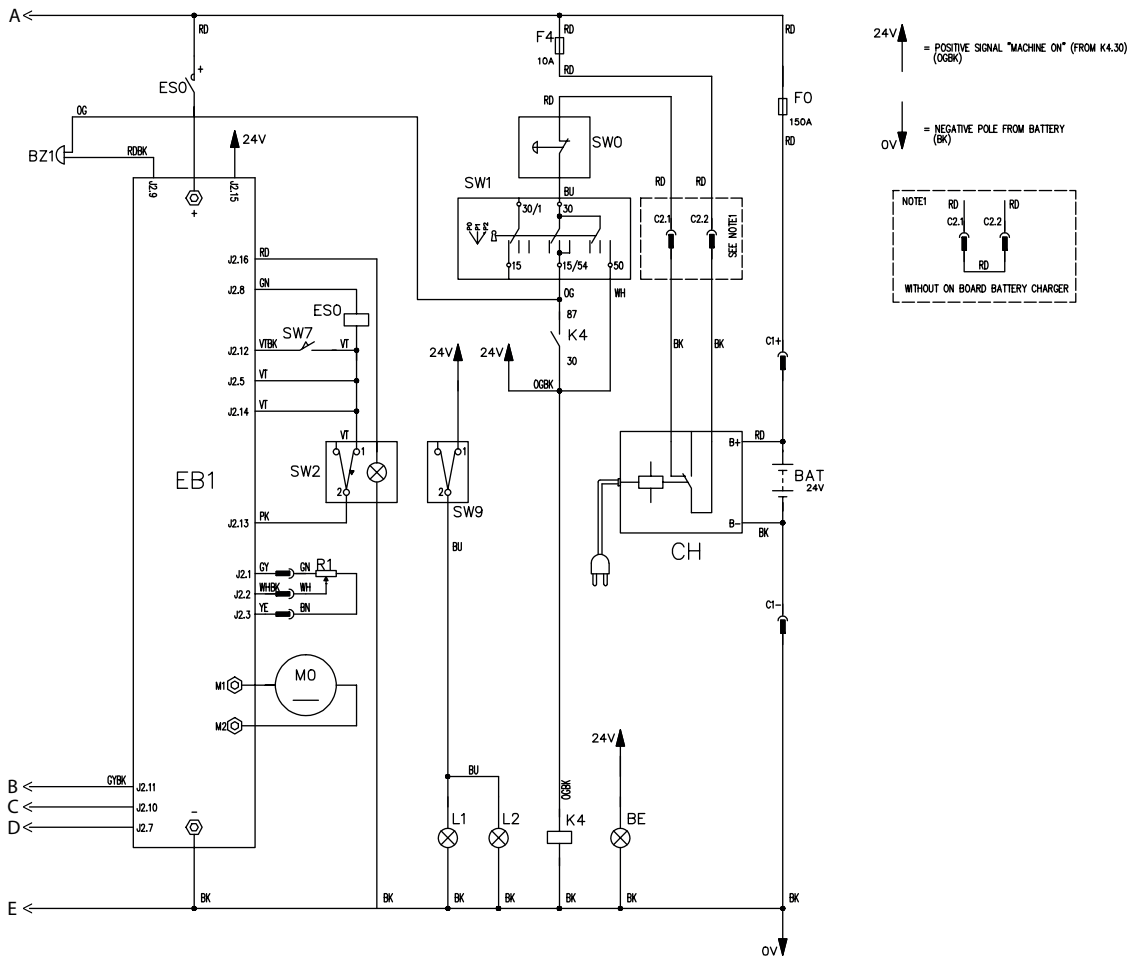 A
RD
RD
RD
24V
= POSITIVE SIGNAL "MACHINE ON" (FROM K4.30)
(OGBK)
F4
10A
RD
+
ES0
F0
150A
RD
OG
RD
= NEGATIVE POLE FROM BATTERY
(BK)
0V
24V
BZ1
RDBK
SW0
J2.9
+
J2.15
SW1
BU
RD
RD
30/1
30
NOTE1
RD
RD
C2.1
C2.2
P0
P1
P2
C2.1
C2.2
SEE NOTE1
RD
J2.16
RD
15
15/54
50
WITHOUT ON BOARD BATTERY CHARGER
J2.8
GN
OG
WH
ES0
87
SW7
K4
C1+
J2.12
VTBK
VT
24V
24V
30
BK
BK
J2.5
VT
OGBK
J2.14
VT
VT
1
1
B+
RD
SW2
EB1
BAT
24V
2
2
SW9
J2.13
PK
B-
BK
BU
CH
J2.1
GY
GN
R1
J2.2
WHBK
WH
J2.3
YE
BN
C1-
M0
M1
M2
24V
B
GYBK
J2.11
BU
OGBK
C
J2.10
D
J2.7
-
L1
L2
K4
BE
E
BK
BK
BK
BK
BK
BK
BK
0V